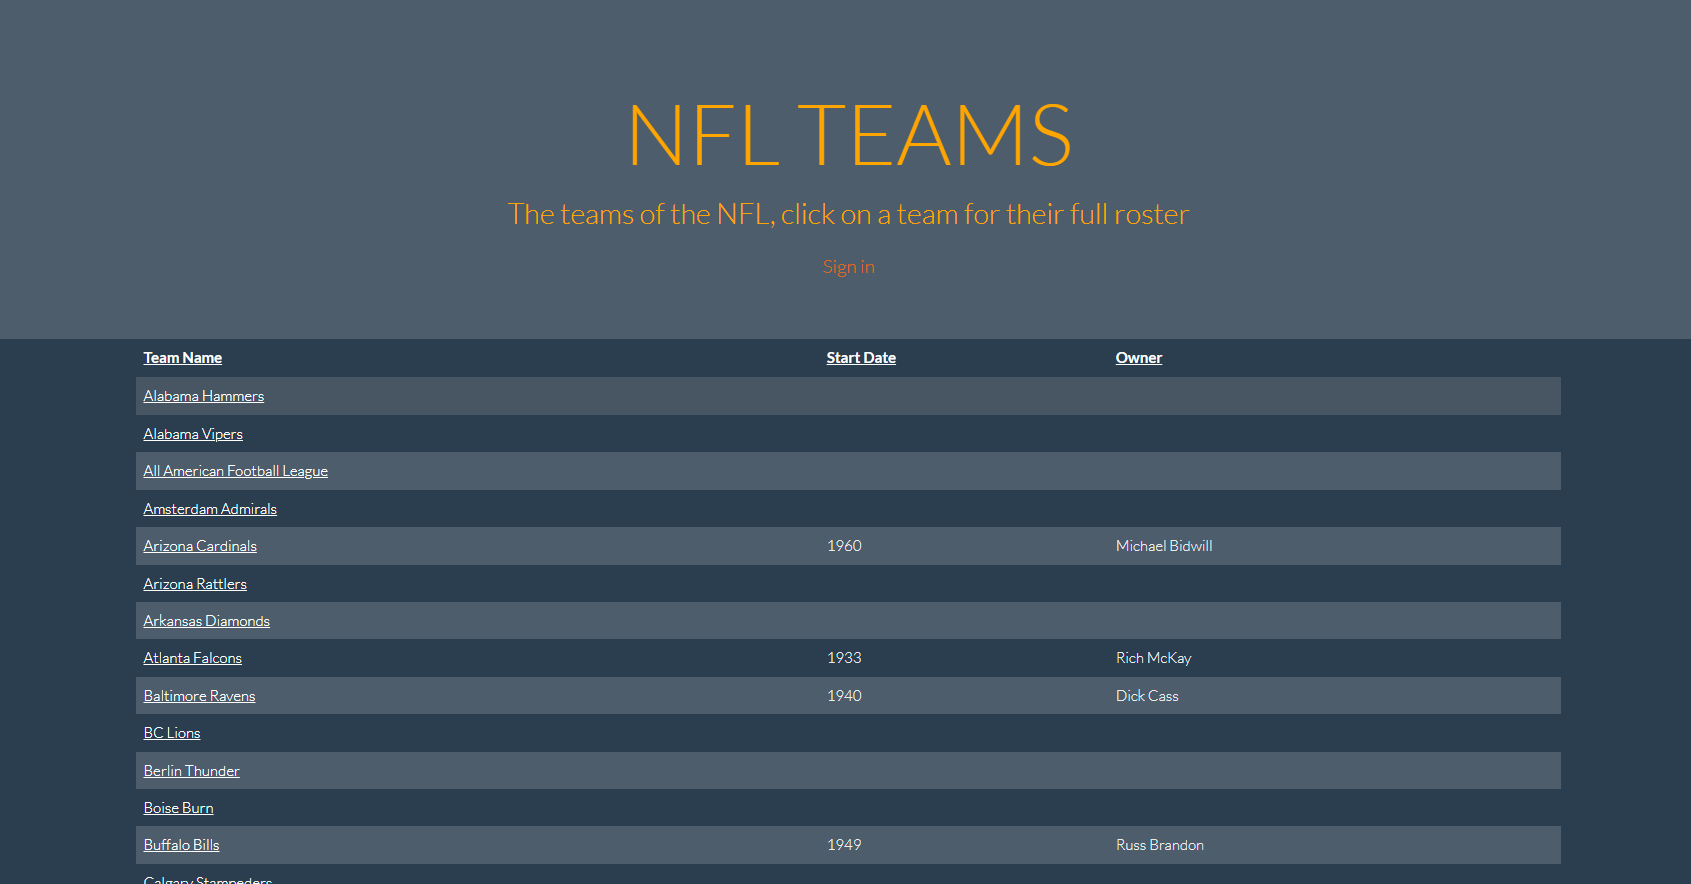 NFL TEAMS
The teams of the NFL, click on a team for their full roster
Sign in
Team Name Start Date Owner
Alabama Hammers
Alabama Vipers
All American Football League
Amsterdam Admirals
Arizona Cardinals 1960 Michael Bidwill
Arizona Rattlers
Arkansas Diamonds
Atlanta Falcons 1933 Rich McKay
Baltimore Ravens 1940 Dick Cass
BC Lions
Berlin Thunder
Boise Burn
Buffalo Bills 1949 Russ Brandon
Calgary Stampeders